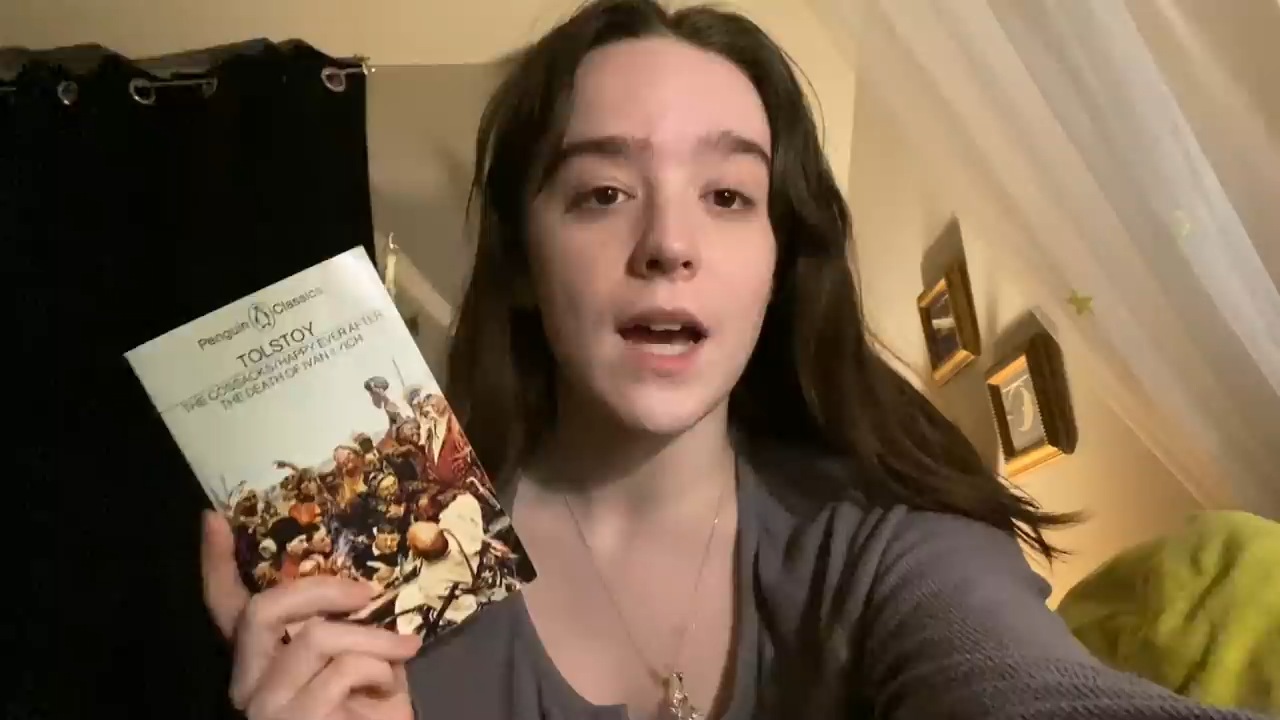 Penguin Classics
TOLSTOY
THE COSSACKS/HAPPY EVER AFTER
THE DEATH OF IVAN ILYICH